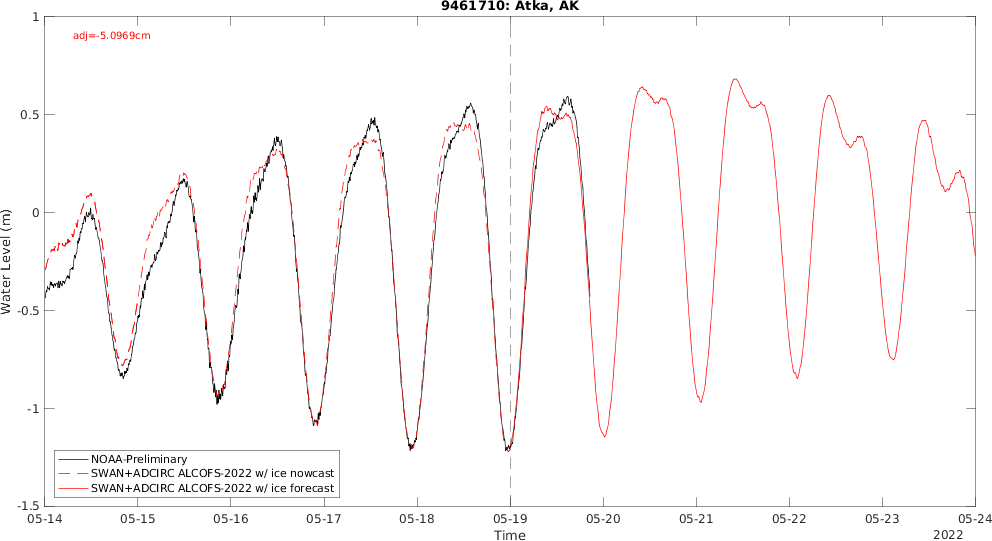 9461710: Atka, AK
adj=-5.0969cm
1
0.5
0
-0.5
-1
-1.5
Water Level (m)
NOAA-Preliminary
SWAN+ADCIRC ALCOFS-2022 w/ ice nowcast
SWAN+ADCIRC ALCOFS-2022 w/ ice forecast
05-14 05-15 05-16 05-17 05-18 05-19 05-20 05-21 05-22 05-23 05-24
Time
2022